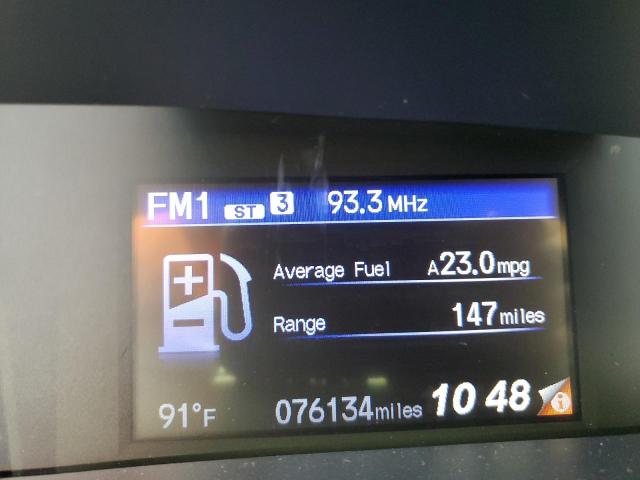 FM1 ST 3 93.3 MHz
Average Fuel A23.0mpg
Range 147miles
91°F 076134miles 10 48